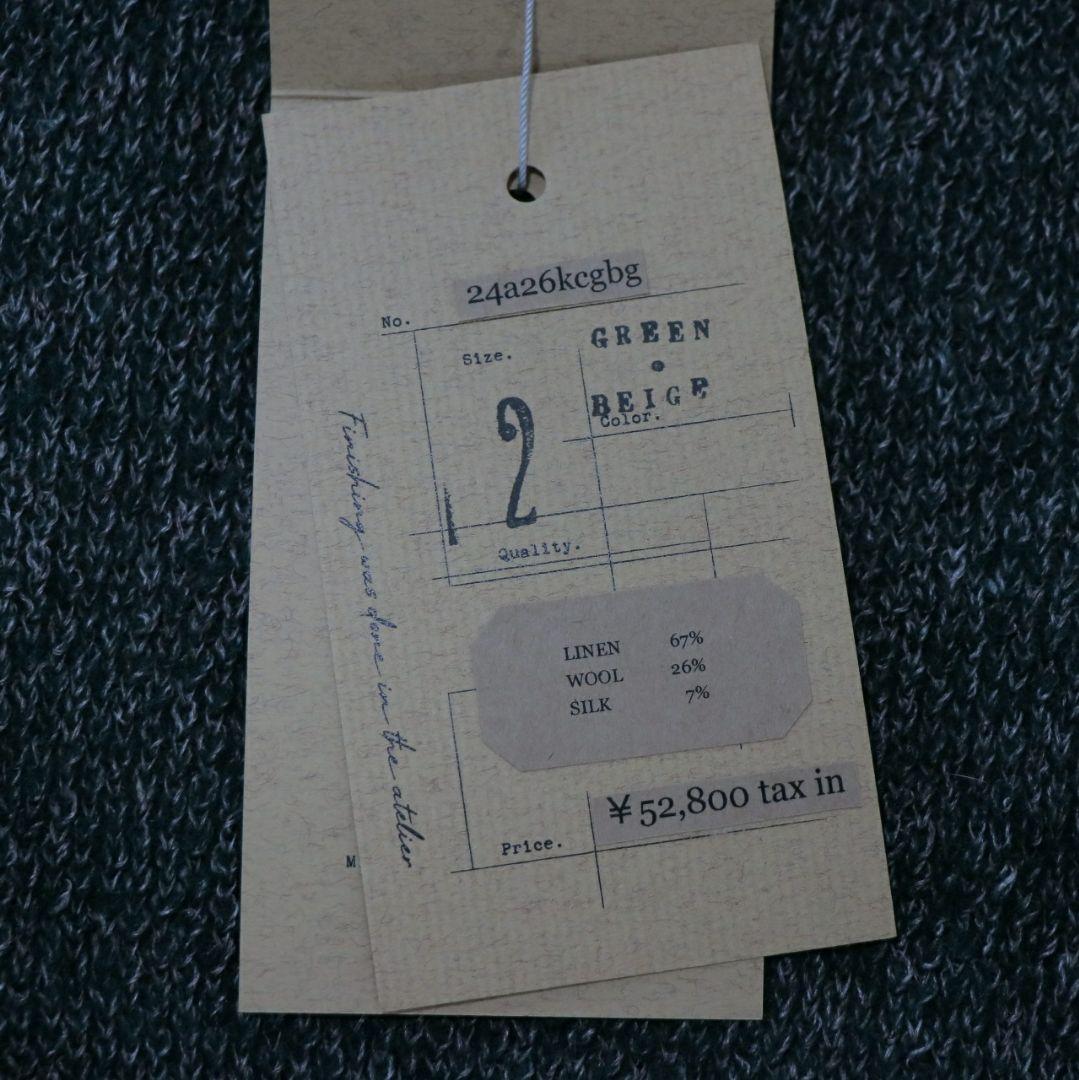 24a26kcgbg
No.
Size.
GREEN
BEIGE
Color.
2
Quality.
LINEN 67%
WOOL 26%
SILK 7%
¥52,800 tax in
Price.
Finishing was done in the atelier
M